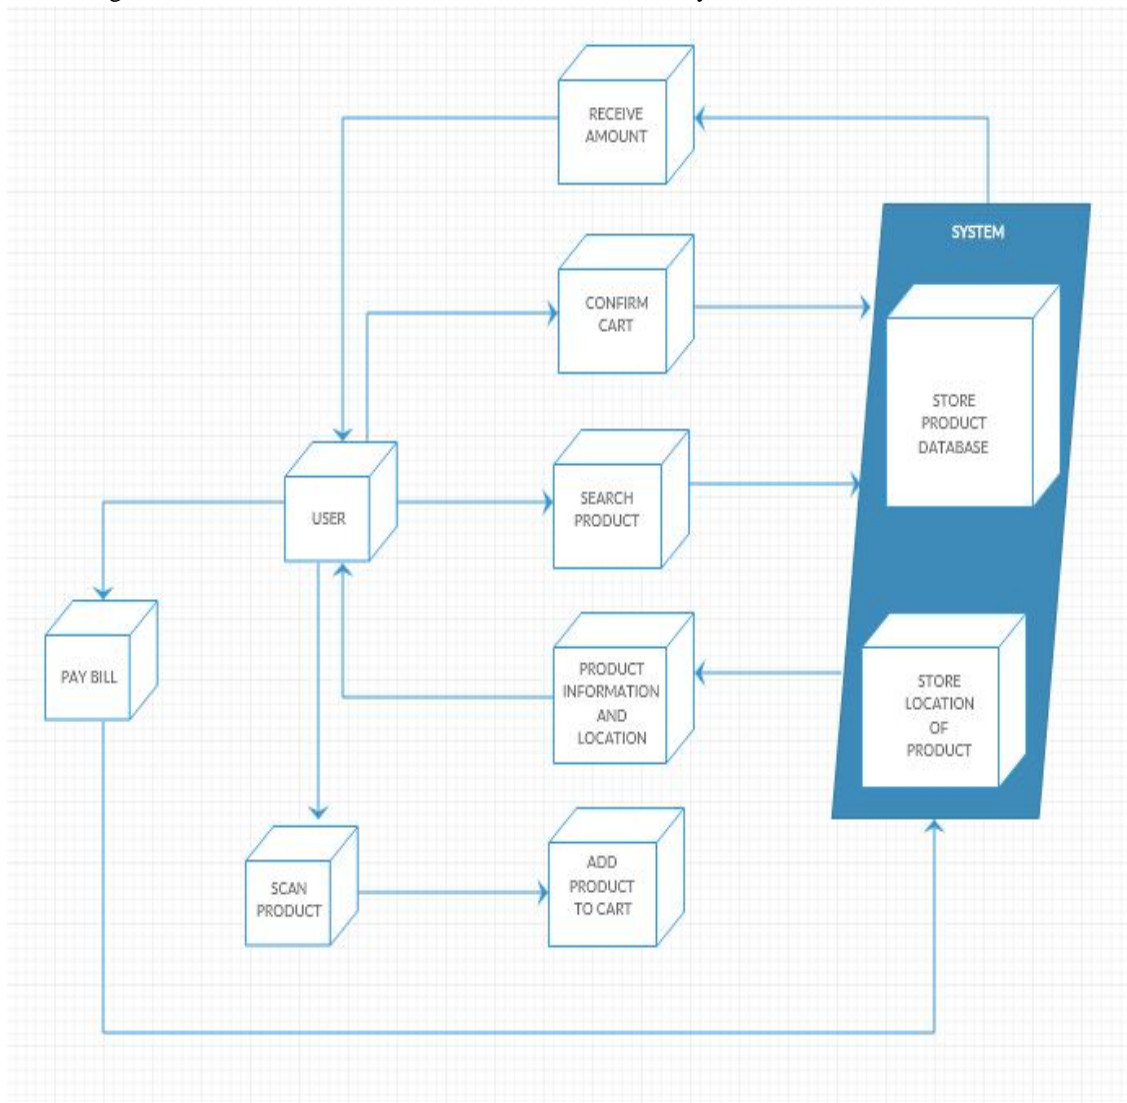 RECEIVE
AMOUNT
SYSTEM
CONFIRM
CART
STORE
PRODUCT
DATABASE
USER
SEARCH
PRODUCT
PAY BILL
PRODUCT
INFORMATION
AND
LOCATION
STORE
LOCATION
OF
PRODUCT
SCAN
PRODUCT
ADD
PRODUCT
TO CART